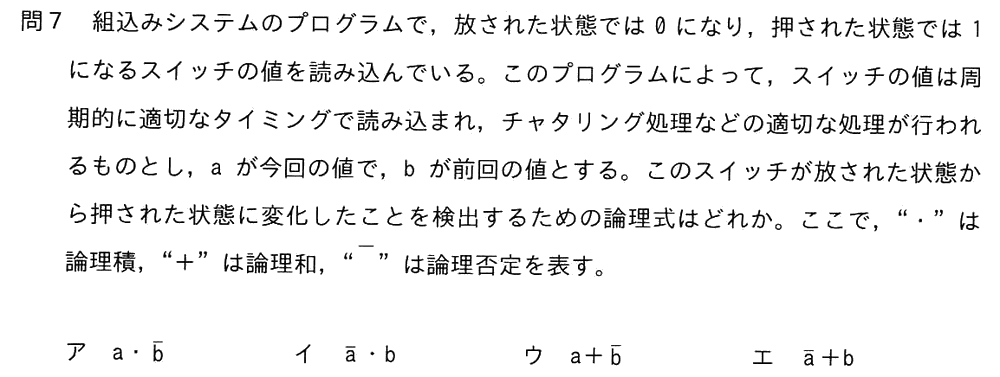 問7 組込みシステムのプログラムで，放された状態では 0 になり，押された状態では 1
になるスイッチの値を読み込んでいる。このプログラムによって，スイッチの値は周
期的に適切なタイミングで読み込まれ，チャタリング処理などの適切な処理が行われ
るものとし，a が今回の値で，b が前回の値とする。このスイッチが放された状態か
ら押された状態に変化したことを検出するための論理式はどれか。ここで，“・”は
論理積，“＋”は論理和，“‾”は論理否定を表す。
ア a・b̅ イ a̅・b ウ a＋b̅ エ a̅＋b